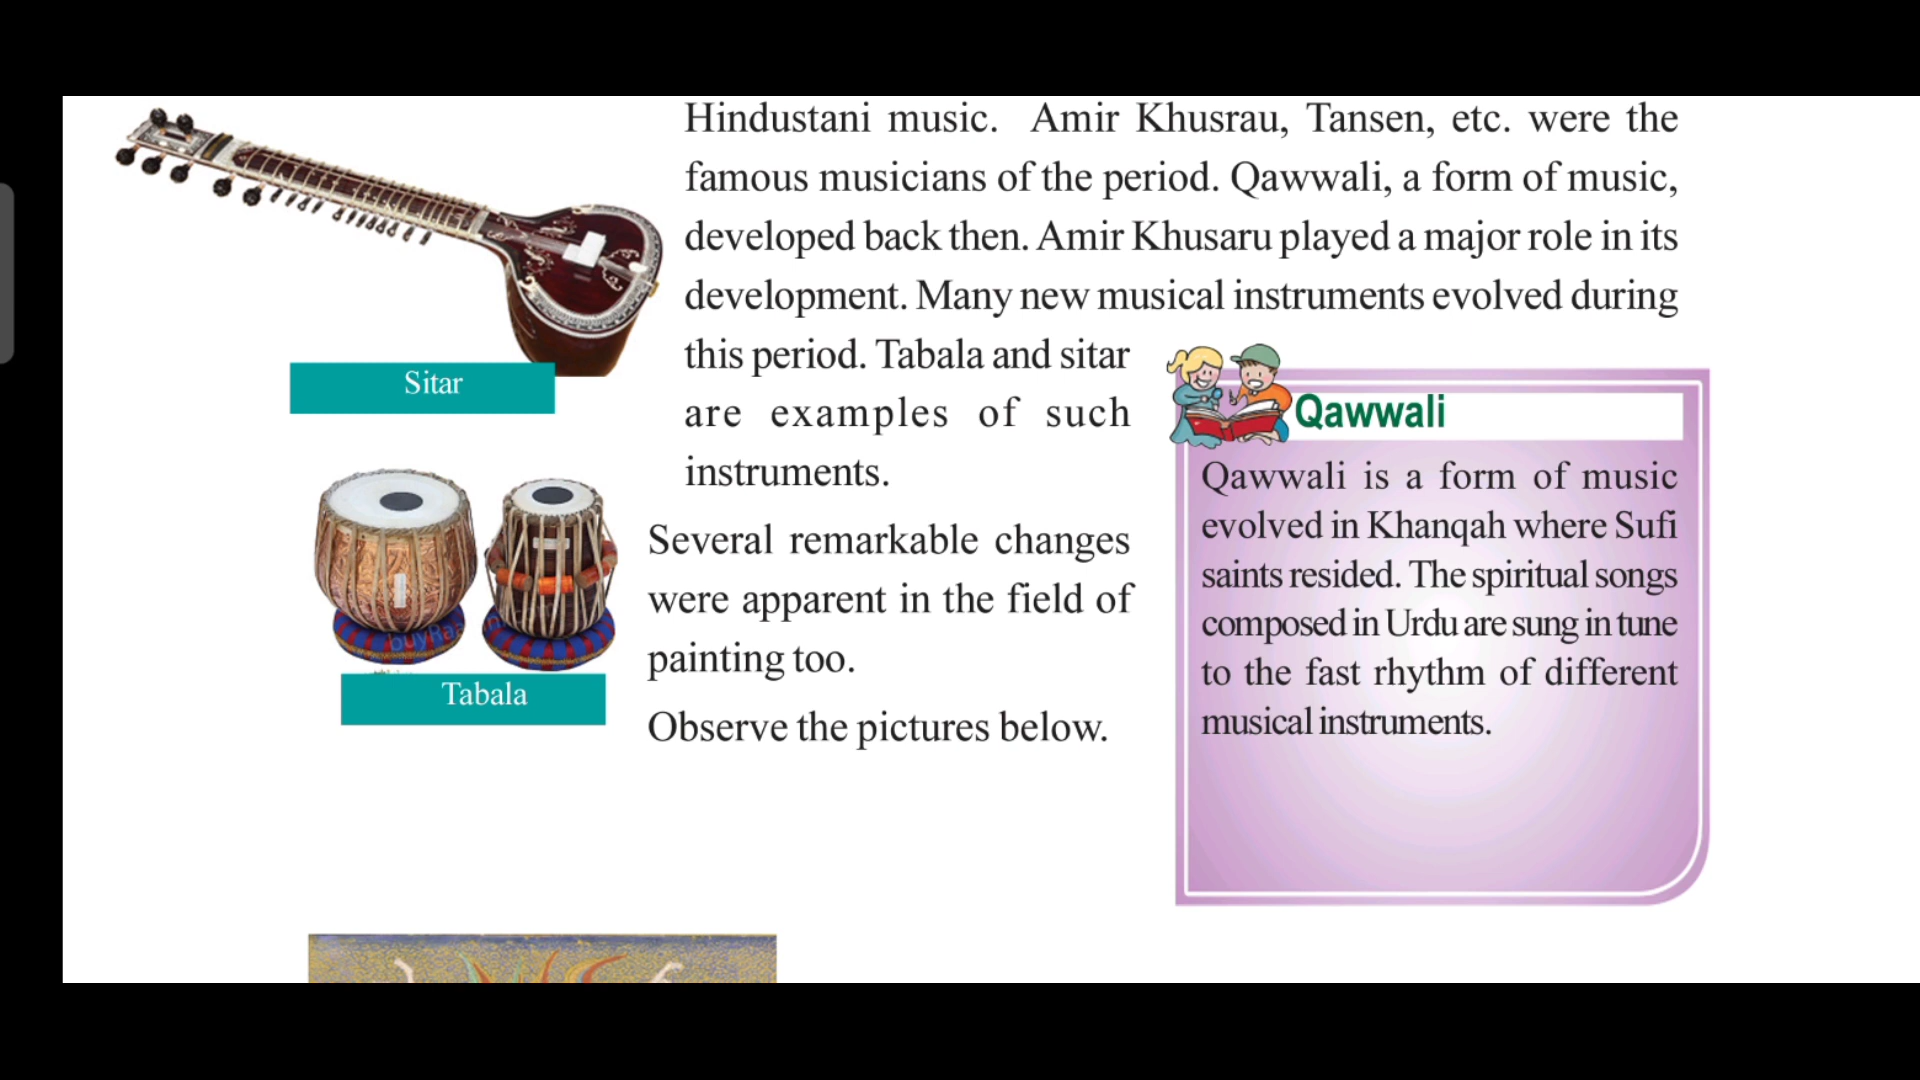 Hindustani music. Amir Khusrau, Tansen, etc. were the
famous musicians of the period. Qawwali, a form of music,
developed back then. Amir Khusaru played a major role in its
development. Many new musical instruments evolved during
this period. Tabala and sitar
are examples of such
instruments.
Sitar
Several remarkable changes
were apparent in the field of
painting too.
Observe the pictures below.
Tabala
Qawwali
Qawwali is a form of music
evolved in Khanqah where Sufi
saints resided. The spiritual songs
composed in Urdu are sung in tune
to the fast rhythm of different
musical instruments.